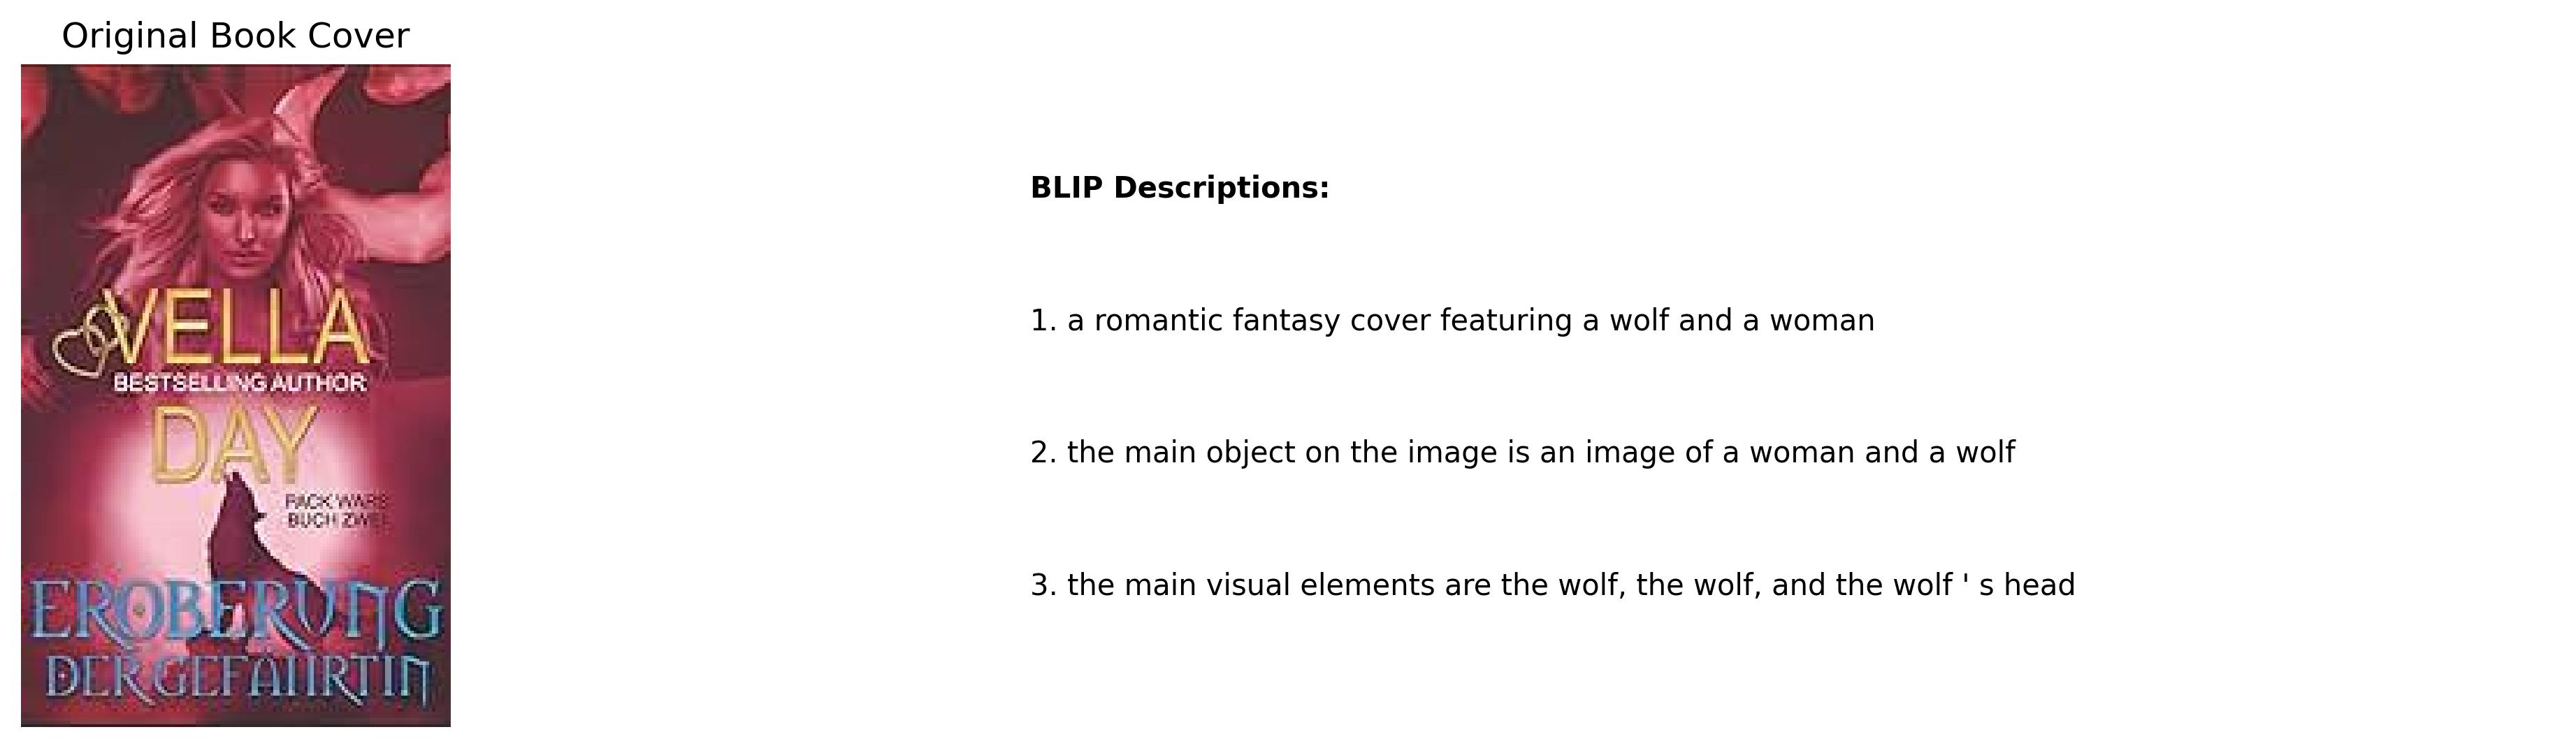 Original Book Cover
VELLA
BESTSELLING AUTHOR
DAY
PACK WARS
BUCH ZWEI
EROBERUNG
DER GEFÄHRTIN
BLIP Descriptions:
1. a romantic fantasy cover featuring a wolf and a woman
2. the main object on the image is an image of a woman and a wolf
3. the main visual elements are the wolf, the wolf, and the wolf ' s head